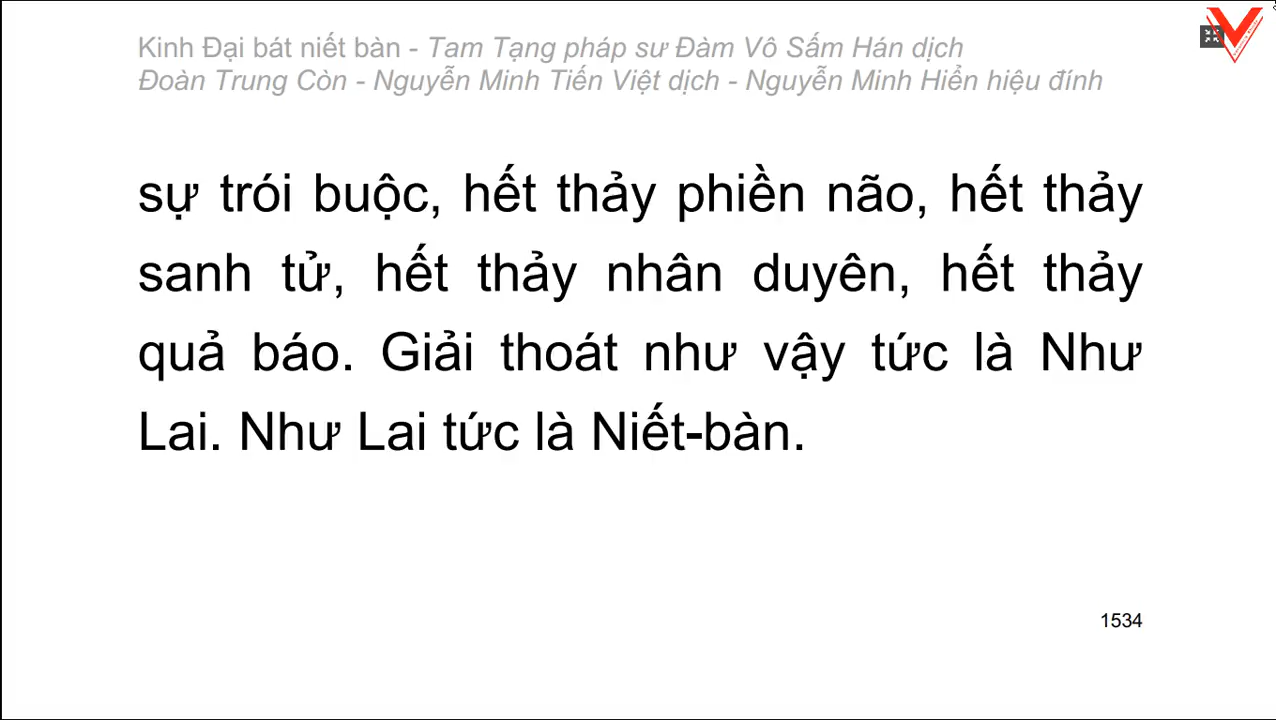 Kinh Đại bát niết bàn - Tam Tạng pháp sư Đàm Vô Sấm Hán dịch
Đoàn Trung Còn - Nguyễn Minh Tiến Việt dịch - Nguyễn Minh Hiển hiệu đính
sự trói buộc, hết thảy phiền não, hết thảy
sanh tử, hết thảy nhân duyên, hết thảy
quả báo. Giải thoát như vậy tức là Như
Lai. Như Lai tức là Niết-bàn.
1534